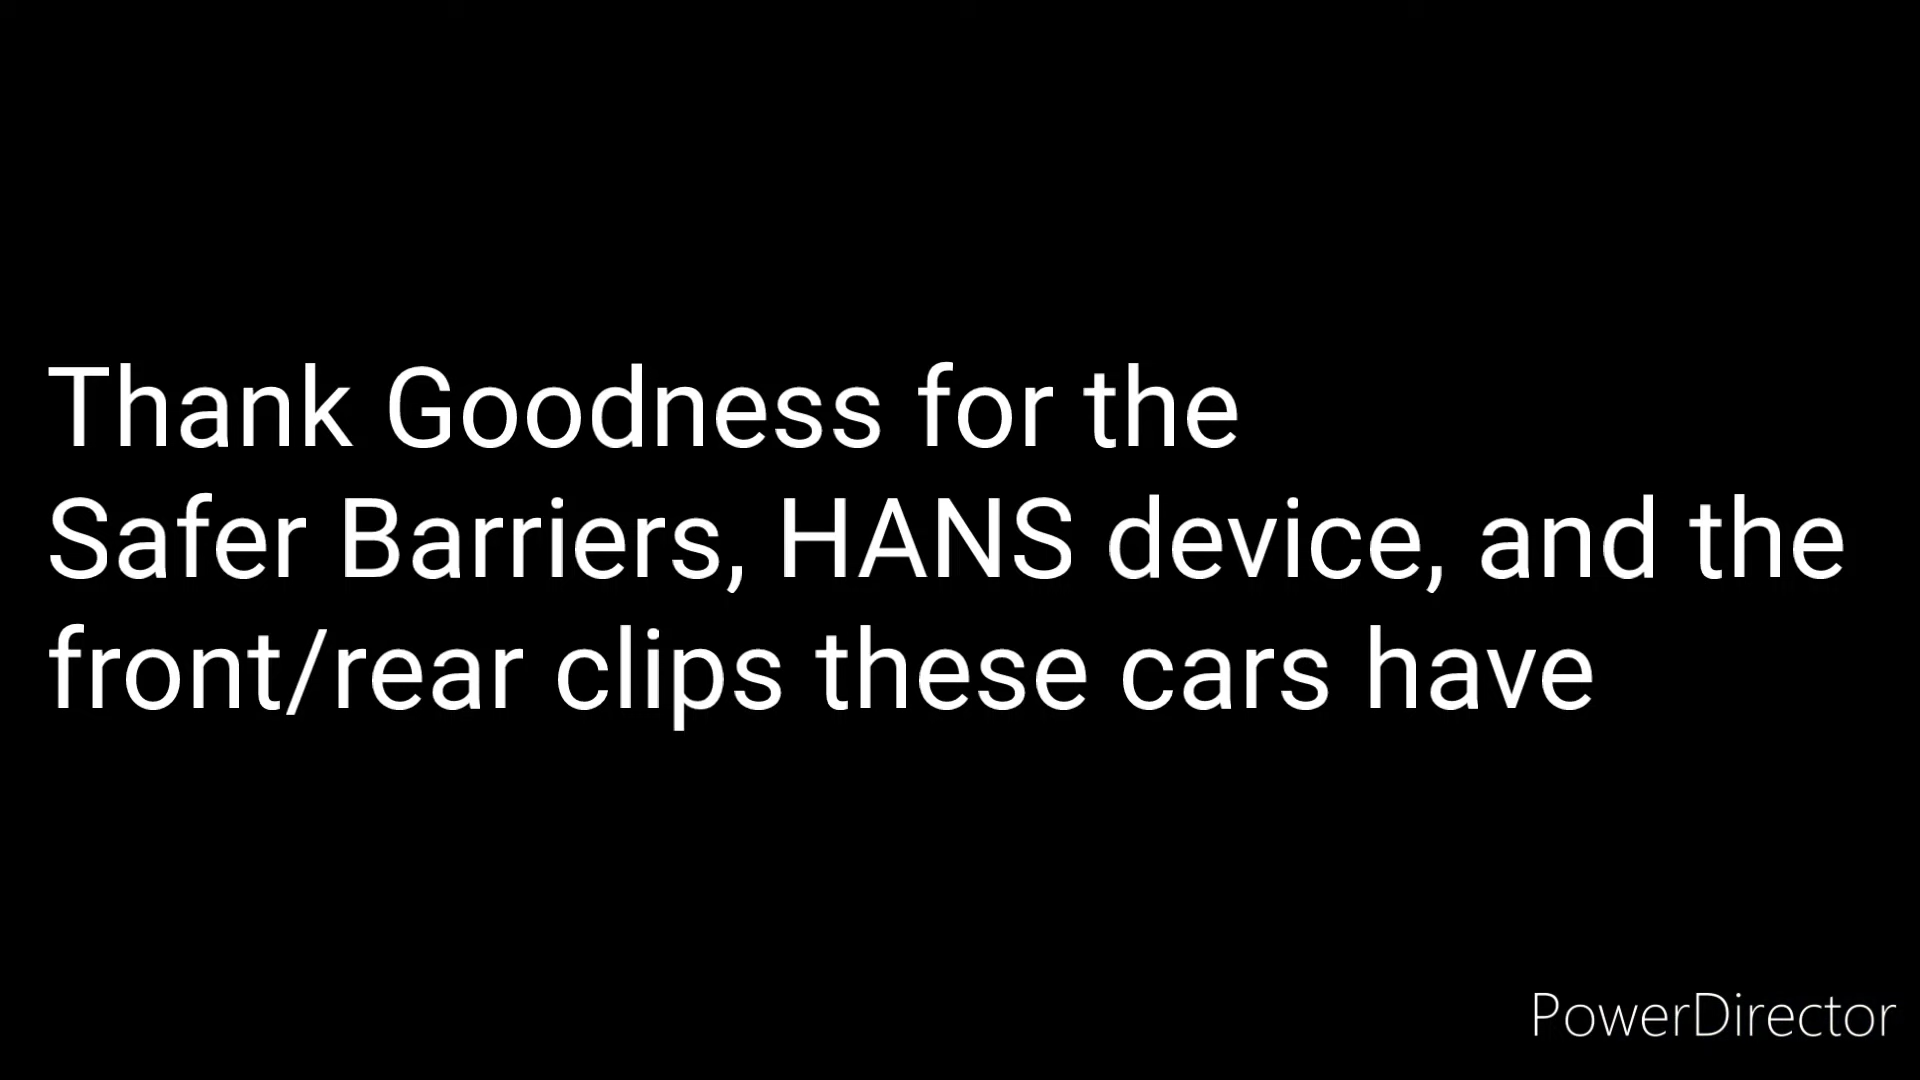 Thank Goodness for the
Safer Barriers, HANS device, and the
front/rear clips these cars have
PowerDirector